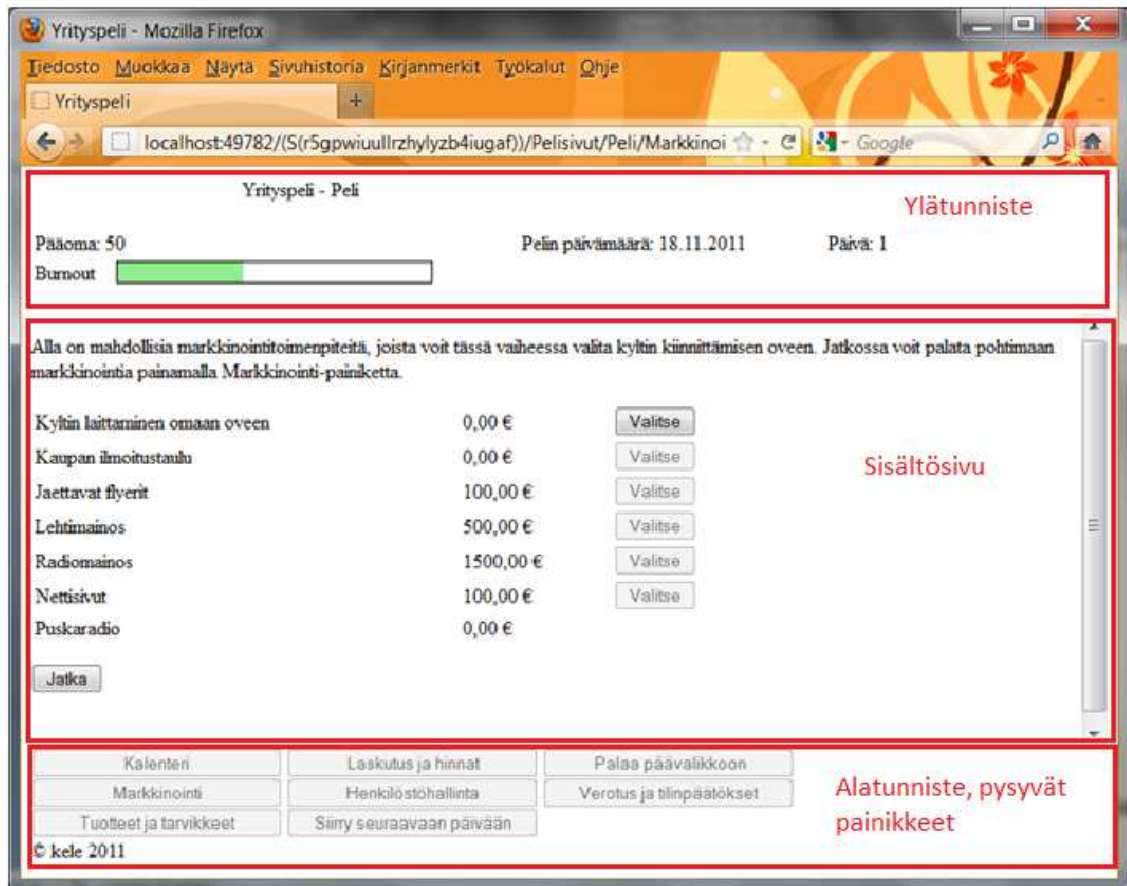 Yrityspeli - Mozilla Firefox
Tiedosto Muokkaa Näytä Sivuhistoria Kirjanmerkit Työkalut Ohje
Yrityspeli +
localhost:49782/(S(r5gpwiuullrzhylyzb4iugaf))/Pelisivut/Peli/Markkinoi Google
Yrityspeli - Peli
Ylätunniste
Pääoma: 50 Pelin päivämäärä: 18.11.2011 Päivä: 1
Burnout
Alla on mahdollisia markkinointitoimenpiteitä, joista voit tässä vaiheessa valita kyltin kiinnittämisen oveen. Jatkossa voit palata pohtimaan
markkinointia painamalla Markkinointi-painiketta.
Kyltin laittaminen omaan oveen 0,00 € Valitse
Kaupan ilmoitustaulu 0,00 € Valitse
Sisältösivu
Jaettavat flyerit 100,00 € Valitse
Lehtimainos 500,00 € Valitse
Radiomainos 1500,00 € Valitse
Nettisivut 100,00 € Valitse
Puskaradio 0,00 €
Jatka
Kalenteri Laskutus ja hinnat Palaa päävalikkoon
Markkinointi Henkilöstöhallinta Verotus ja tilinpäätökset
Tuotteet ja tarvikkeet Siirry seuraavaan päivään
Alatunniste, pysyvät
painikkeet
© kele 2011